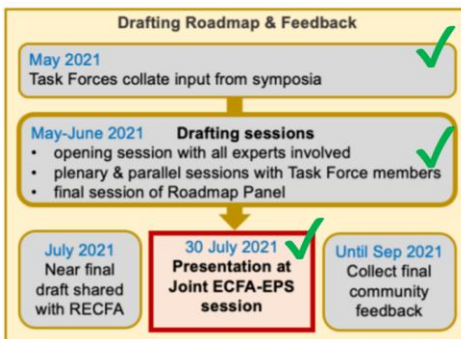 Drafting Roadmap & Feedback
May 2021
Task Forces collate input from symposia
May-June 2021 Drafting sessions
• opening session with all experts involved
• plenary & parallel sessions with Task Force members
• final session of Roadmap Panel
July 2021
Near final
draft shared
with RECFA
30 July 2021
Presentation at
Joint ECFA-EPS
session
Until Sep 2021
Collect final
community
feedback